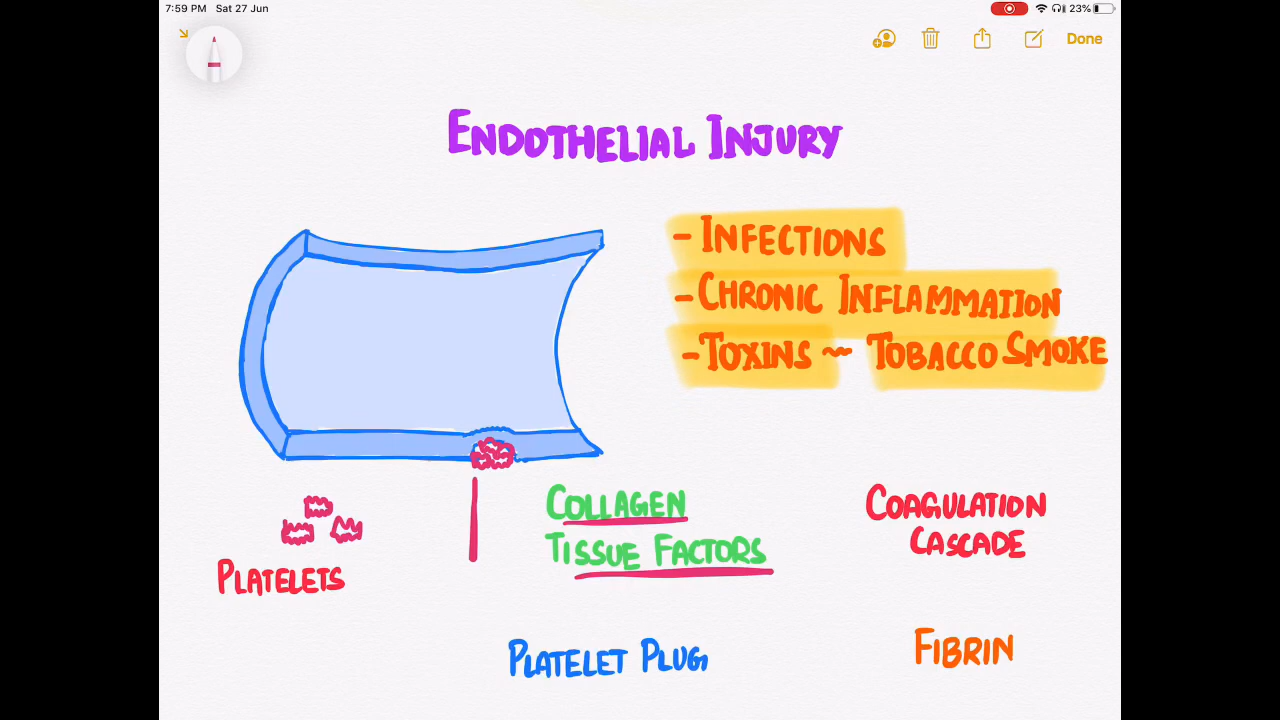 7:59 PM Sat 27 Jun
23%
Done
ENDOTHELIAL INJURY
- INFECTIONS
- CHRONIC INFLAMMATION
- TOXINS ~ TOBACCO SMOKE
COLLAGEN
TISSUE FACTORS
COAGULATION
CASCADE
PLATELETS
PLATELET PLUG
FIBRIN